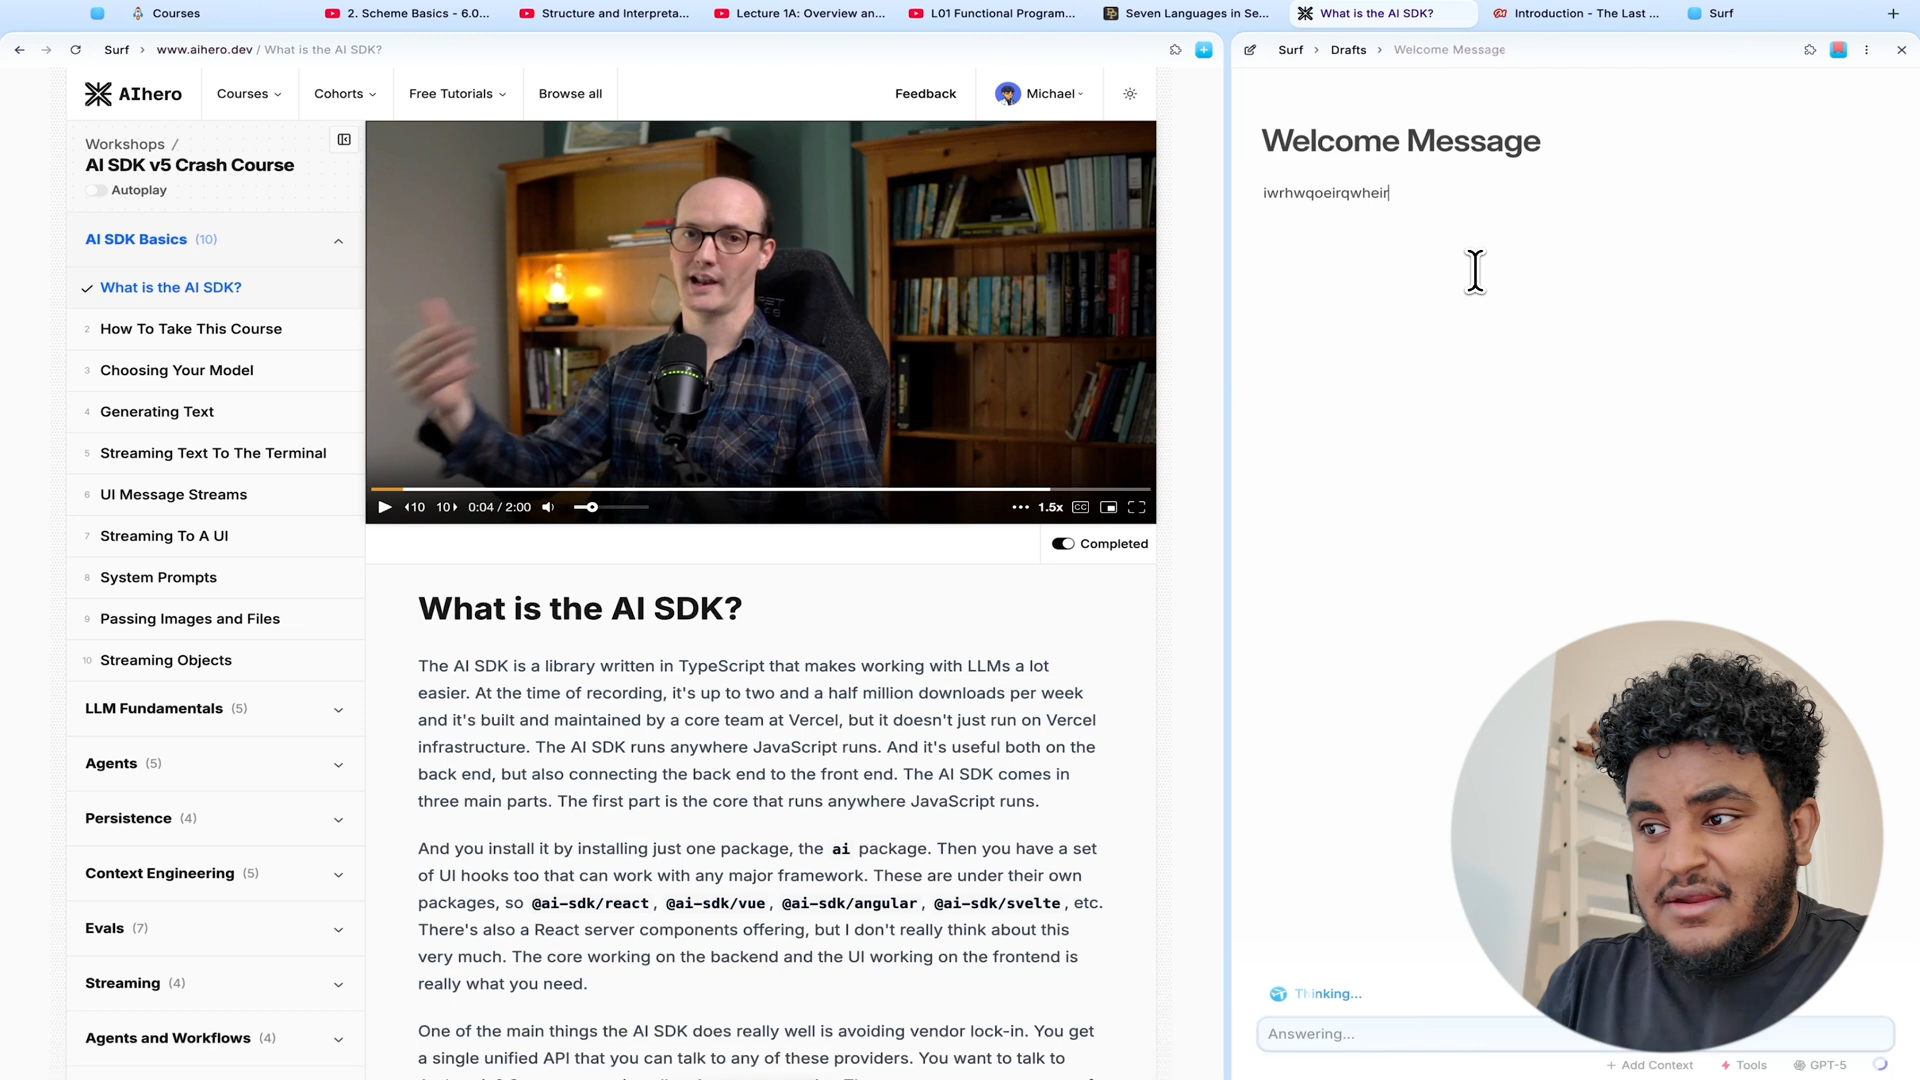 Courses
2. Scheme Basics - 6.0...
Structure and Interpreta...
Lecture 1A: Overview an...
L01 Functional Program...
Seven Languages in Se...
What is the AI SDK?
Introduction - The Last ...
Surf
Surf › www.aihero.dev / What is the AI SDK?
Surf › Drafts › Welcome Message
AIhero
Courses
Cohorts
Free Tutorials
Browse all
Feedback
Michael
Workshops /
AI SDK v5 Crash Course
Autoplay
AI SDK Basics (10)
What is the AI SDK?
2 How To Take This Course
3 Choosing Your Model
4 Generating Text
5 Streaming Text To The Terminal
6 UI Message Streams
7 Streaming To A UI
8 System Prompts
9 Passing Images and Files
10 Streaming Objects
LLM Fundamentals (5)
Agents (5)
Persistence (4)
Context Engineering (5)
Evals (7)
Streaming (4)
Agents and Workflows (4)
10 10 0:04 / 2:00
1.5x CC
Completed
What is the AI SDK?
The AI SDK is a library written in TypeScript that makes working with LLMs a lot
easier. At the time of recording, it's up to two and a half million downloads per week
and it's built and maintained by a core team at Vercel, but it doesn't just run on Vercel
infrastructure. The AI SDK runs anywhere JavaScript runs. And it's useful both on the
back end, but also connecting the back end to the front end. The AI SDK comes in
three main parts. The first part is the core that runs anywhere JavaScript runs.
And you install it by installing just one package, the ai package. Then you have a set
of UI hooks too that can work with any major framework. These are under their own
packages, so @ai-sdk/react, @ai-sdk/vue, @ai-sdk/angular, @ai-sdk/svelte, etc.
There's also a React server components offering, but I don't really think about this
very much. The core working on the backend and the UI working on the frontend is
really what you need.
One of the main things the AI SDK does really well is avoiding vendor lock-in. You get
a single unified API that you can talk to any of these providers. You want to talk to
Welcome Message
iwrhwqoeirqwheir
Thinking...
Answering...
+ Add Context
Tools
GPT-5